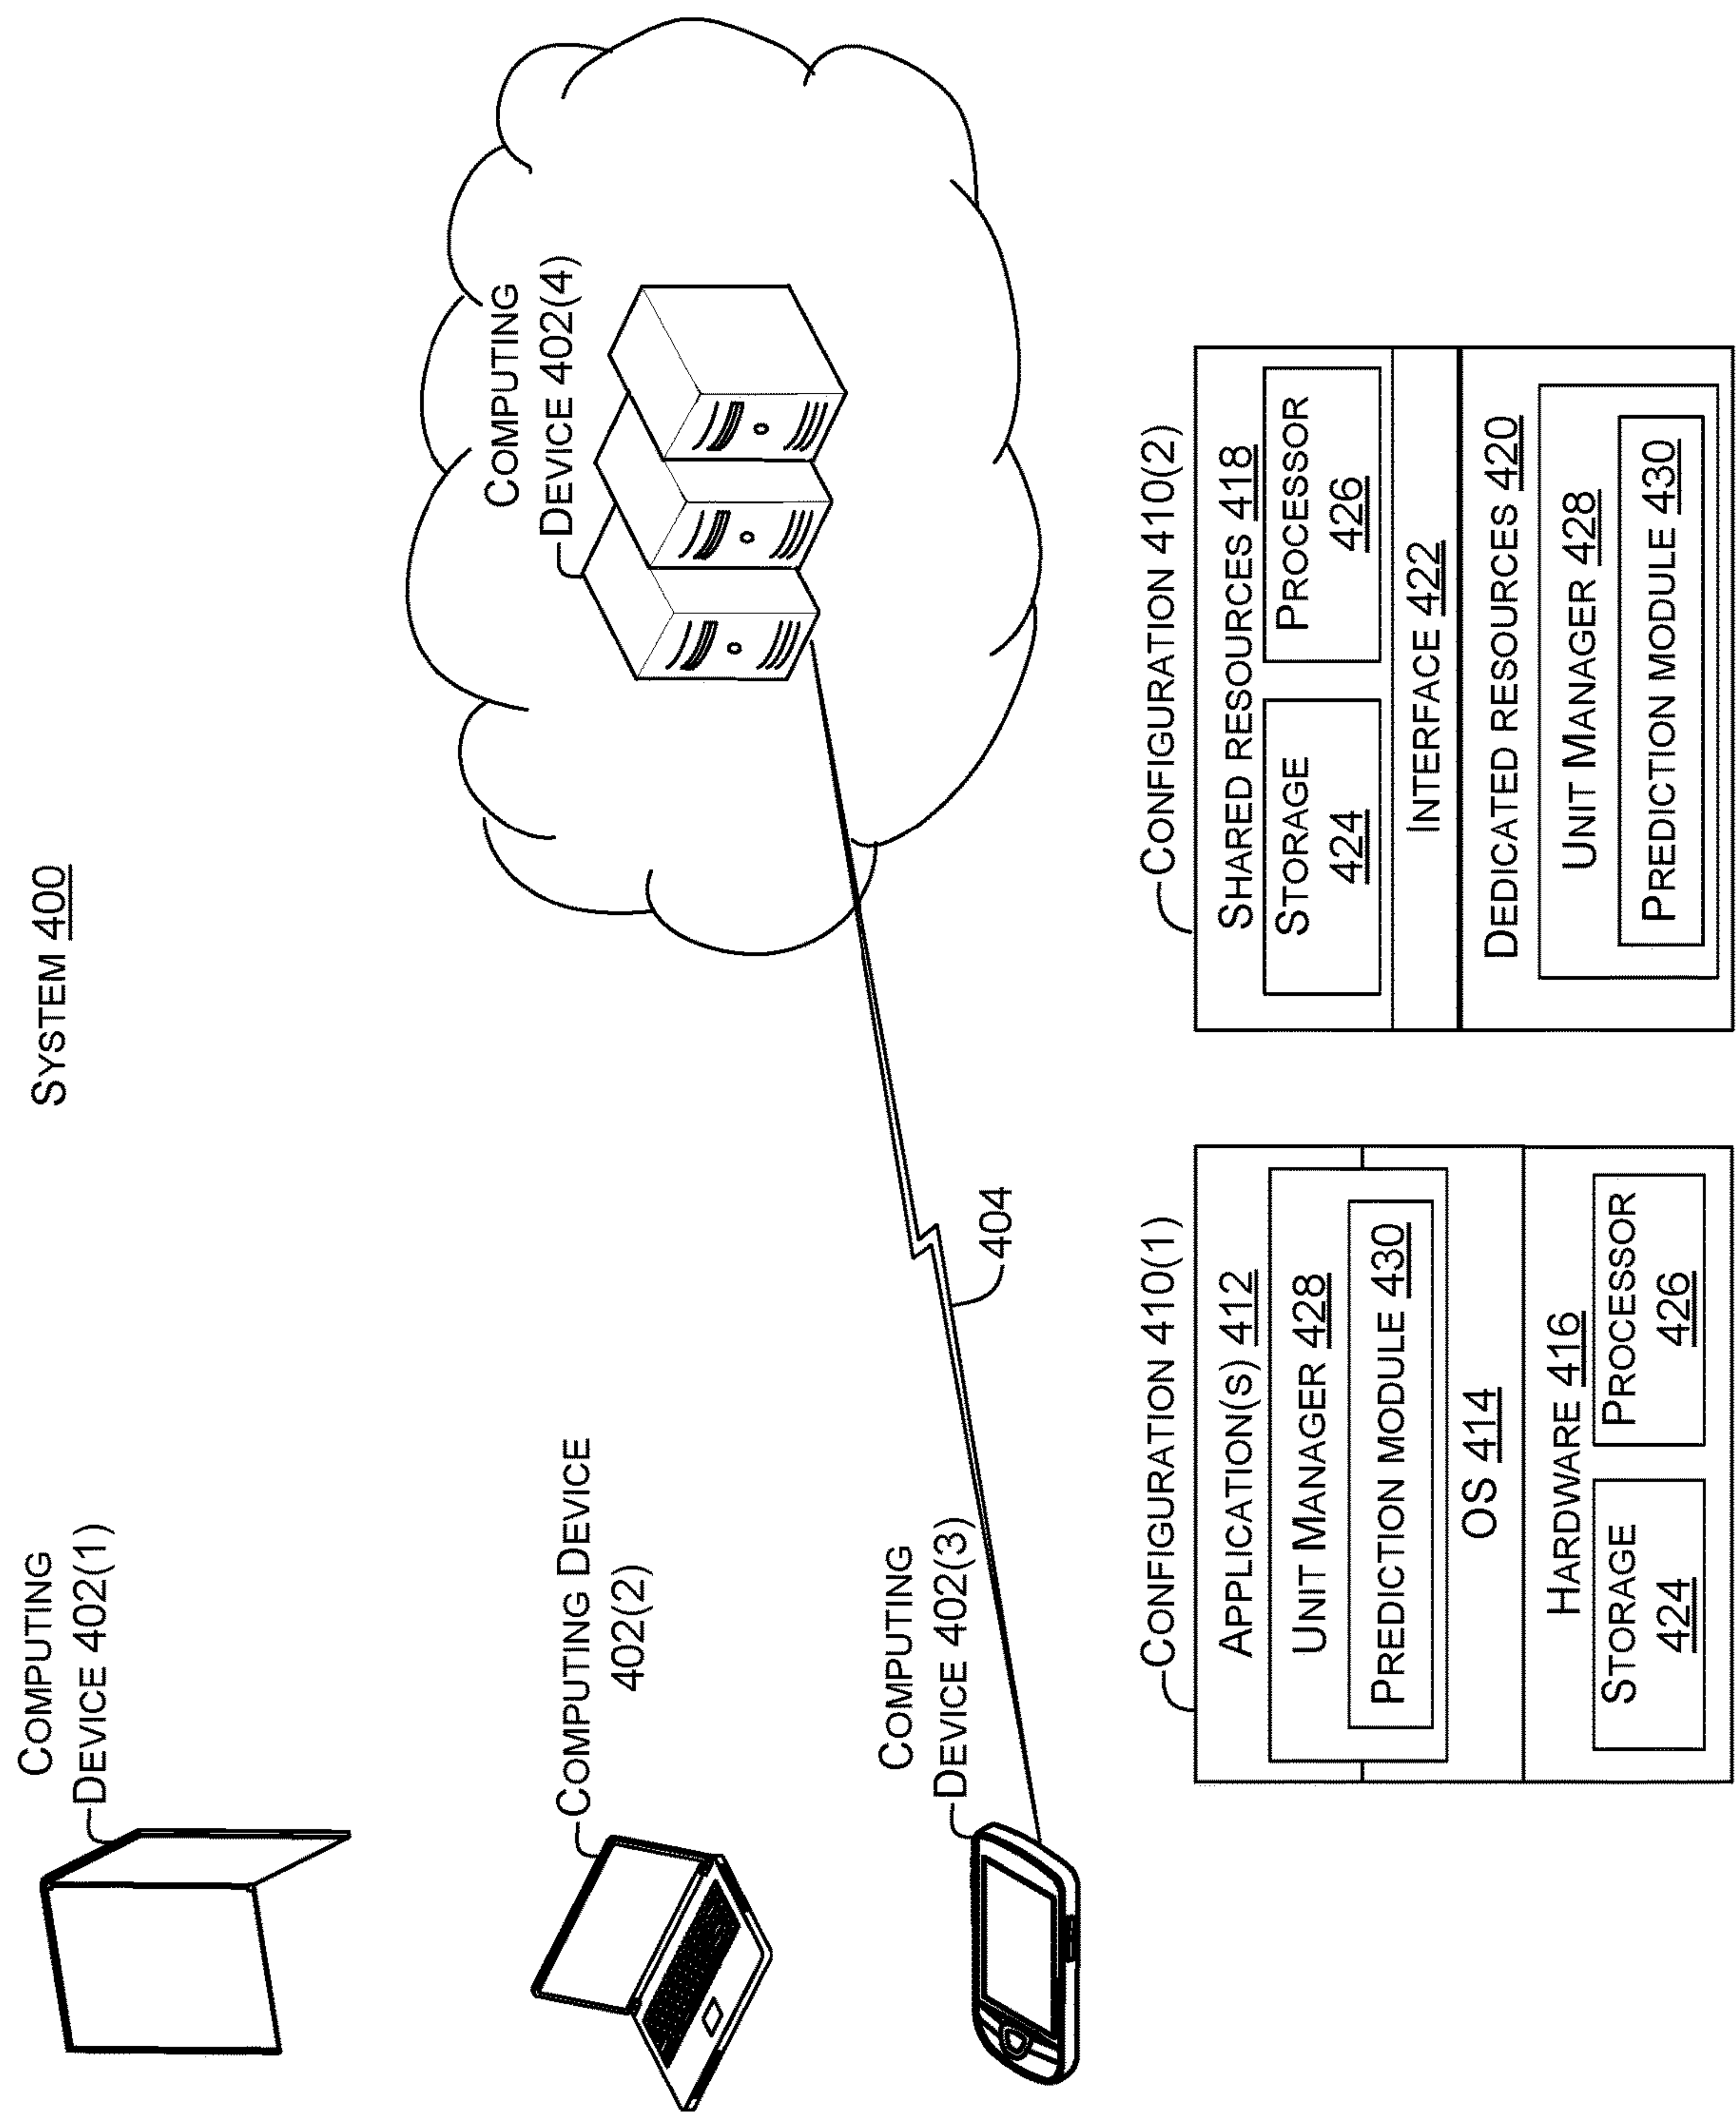 SYSTEM 400
COMPUTING
DEVICE 402(1)
COMPUTING DEVICE
402(2)
COMPUTING
DEVICE 402(3)
COMPUTING
DEVICE 402(4)
404
CONFIGURATION 410(1)
APPLICATION(S) 412
UNIT MANAGER 428
PREDICTION MODULE 430
OS 414
HARDWARE 416
STORAGE
424
PROCESSOR
426
CONFIGURATION 410(2)
SHARED RESOURCES 418
STORAGE
424
PROCESSOR
426
INTERFACE 422
DEDICATED RESOURCES 420
UNIT MANAGER 428
PREDICTION MODULE 430